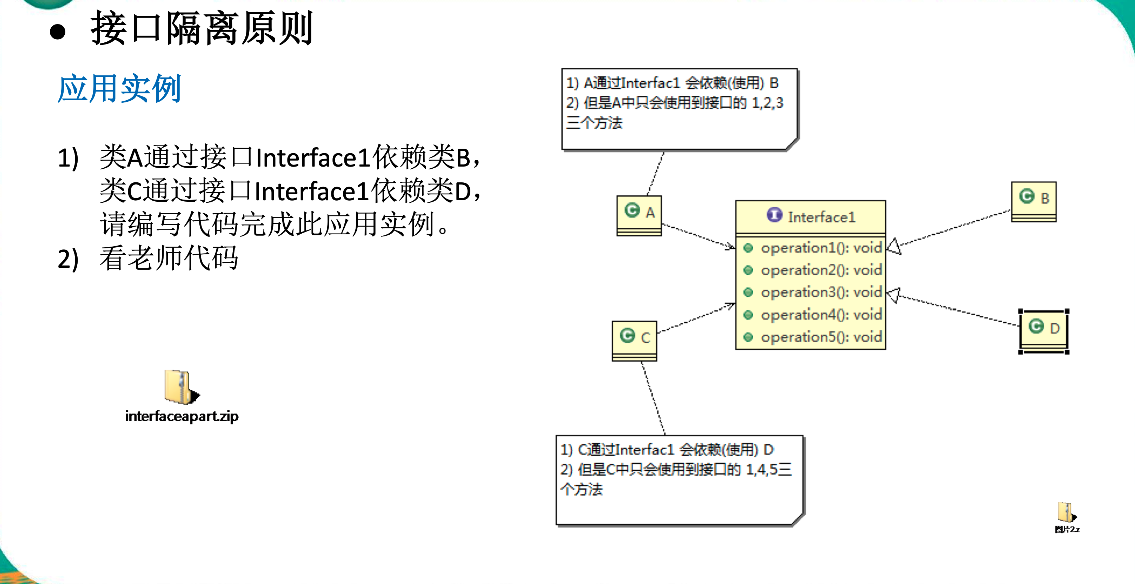 ● 接口隔离原则
应用实例
1) 类A通过接口Interface1依赖类B，
类C通过接口Interface1依赖类D，
请编写代码完成此应用实例。
2) 看老师代码
interfaceapart.zip
1) A通过Interfac1 会依赖(使用) B
2) 但是A中只会使用到接口的 1,2,3
三个方法
C A
I Interface1
operation1(): void
operation2(): void
operation3(): void
operation4(): void
operation5(): void
C B
C C
C D
1) C通过Interfac1 会依赖(使用) D
2) 但是C中只会使用到接口的 1,4,5三
个方法
图片2.z